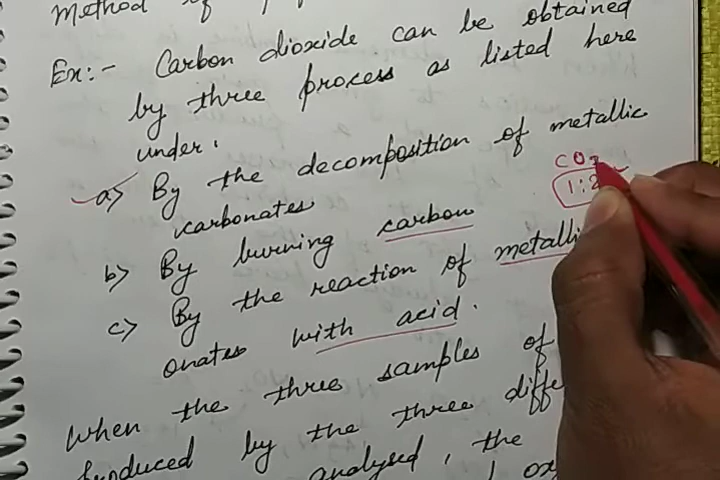 Method of
Ex:- Carbon dioxide can be obtained
by three process as listed here
under.
a) By the decomposition of metallic
carbonates
CO2
1:2
b) By burning carbon
c) By the reaction of metalli
onates with acid.
When the three samples of
produced by the three diffe
analysed, the